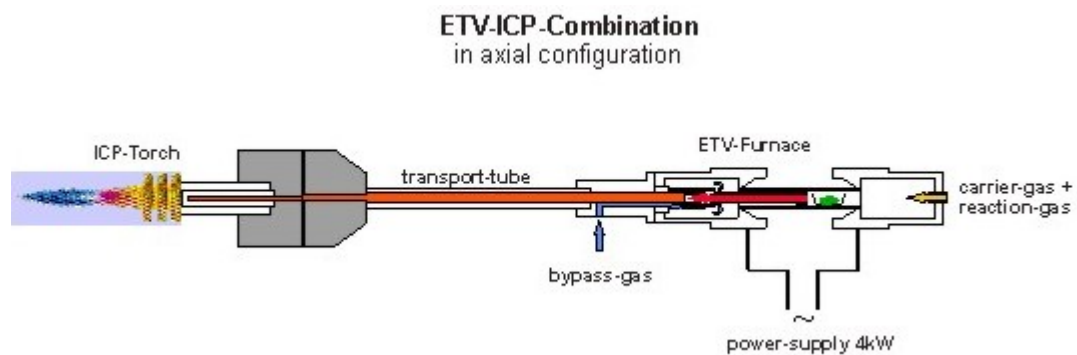 ETV-ICP-Combination
in axial configuration
ICP-Torch
ETV-Furnace
transport-tube
carrier-gas +
reaction-gas
bypass-gas
~
power-supply 4kW